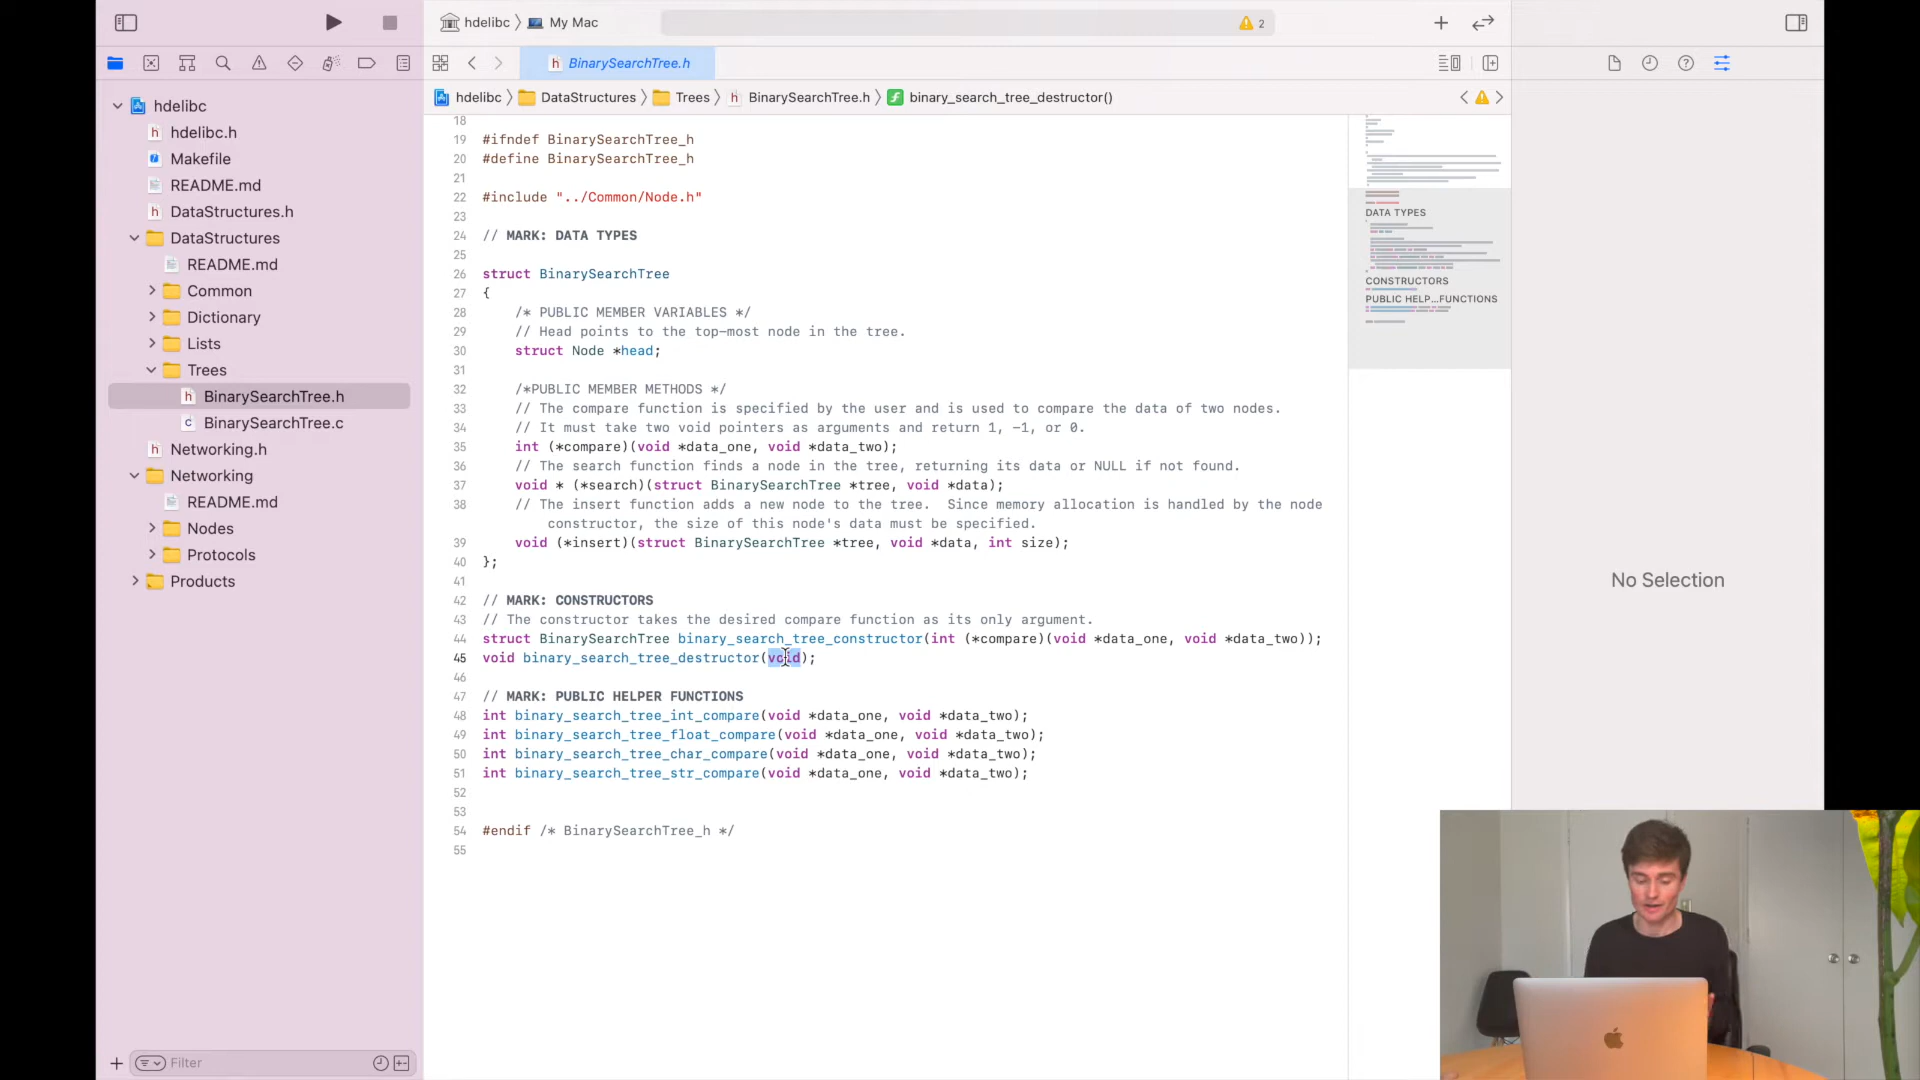 hdelibc
My Mac
2
BinarySearchTree.h
hdelibc
DataStructures
Trees
BinarySearchTree.h
binary_search_tree_destructor()
hdelibc
hdelibc.h
Makefile
README.md
DataStructures.h
DataStructures
README.md
Common
Dictionary
Lists
Trees
BinarySearchTree.h
BinarySearchTree.c
Networking.h
Networking
README.md
Nodes
Protocols
Products
Filter
18
19 #ifndef BinarySearchTree_h
20 #define BinarySearchTree_h
21
22 #include "../Common/Node.h"
23
24 // MARK: DATA TYPES
25
26 struct BinarySearchTree
27 {
28 /* PUBLIC MEMBER VARIABLES */
29 // Head points to the top-most node in the tree.
30 struct Node *head;
31
32 /*PUBLIC MEMBER METHODS */
33 // The compare function is specified by the user and is used to compare the data of two nodes.
34 // It must take two void pointers as arguments and return 1, -1, or 0.
35 int (*compare)(void *data_one, void *data_two);
36 // The search function finds a node in the tree, returning its data or NULL if not found.
37 void * (*search)(struct BinarySearchTree *tree, void *data);
38 // The insert function adds a new node to the tree.  Since memory allocation is handled by the node
constructor, the size of this node's data must be specified.
39 void (*insert)(struct BinarySearchTree *tree, void *data, int size);
40 };
41
42 // MARK: CONSTRUCTORS
43 // The constructor takes the desired compare function as its only argument.
44 struct BinarySearchTree binary_search_tree_constructor(int (*compare)(void *data_one, void *data_two));
45 void binary_search_tree_destructor(void);
46
47 // MARK: PUBLIC HELPER FUNCTIONS
48 int binary_search_tree_int_compare(void *data_one, void *data_two);
49 int binary_search_tree_float_compare(void *data_one, void *data_two);
50 int binary_search_tree_char_compare(void *data_one, void *data_two);
51 int binary_search_tree_str_compare(void *data_one, void *data_two);
52
53
54 #endif /* BinarySearchTree_h */
55
DATA TYPES
CONSTRUCTORS
PUBLIC HELP...FUNCTIONS
No Selection